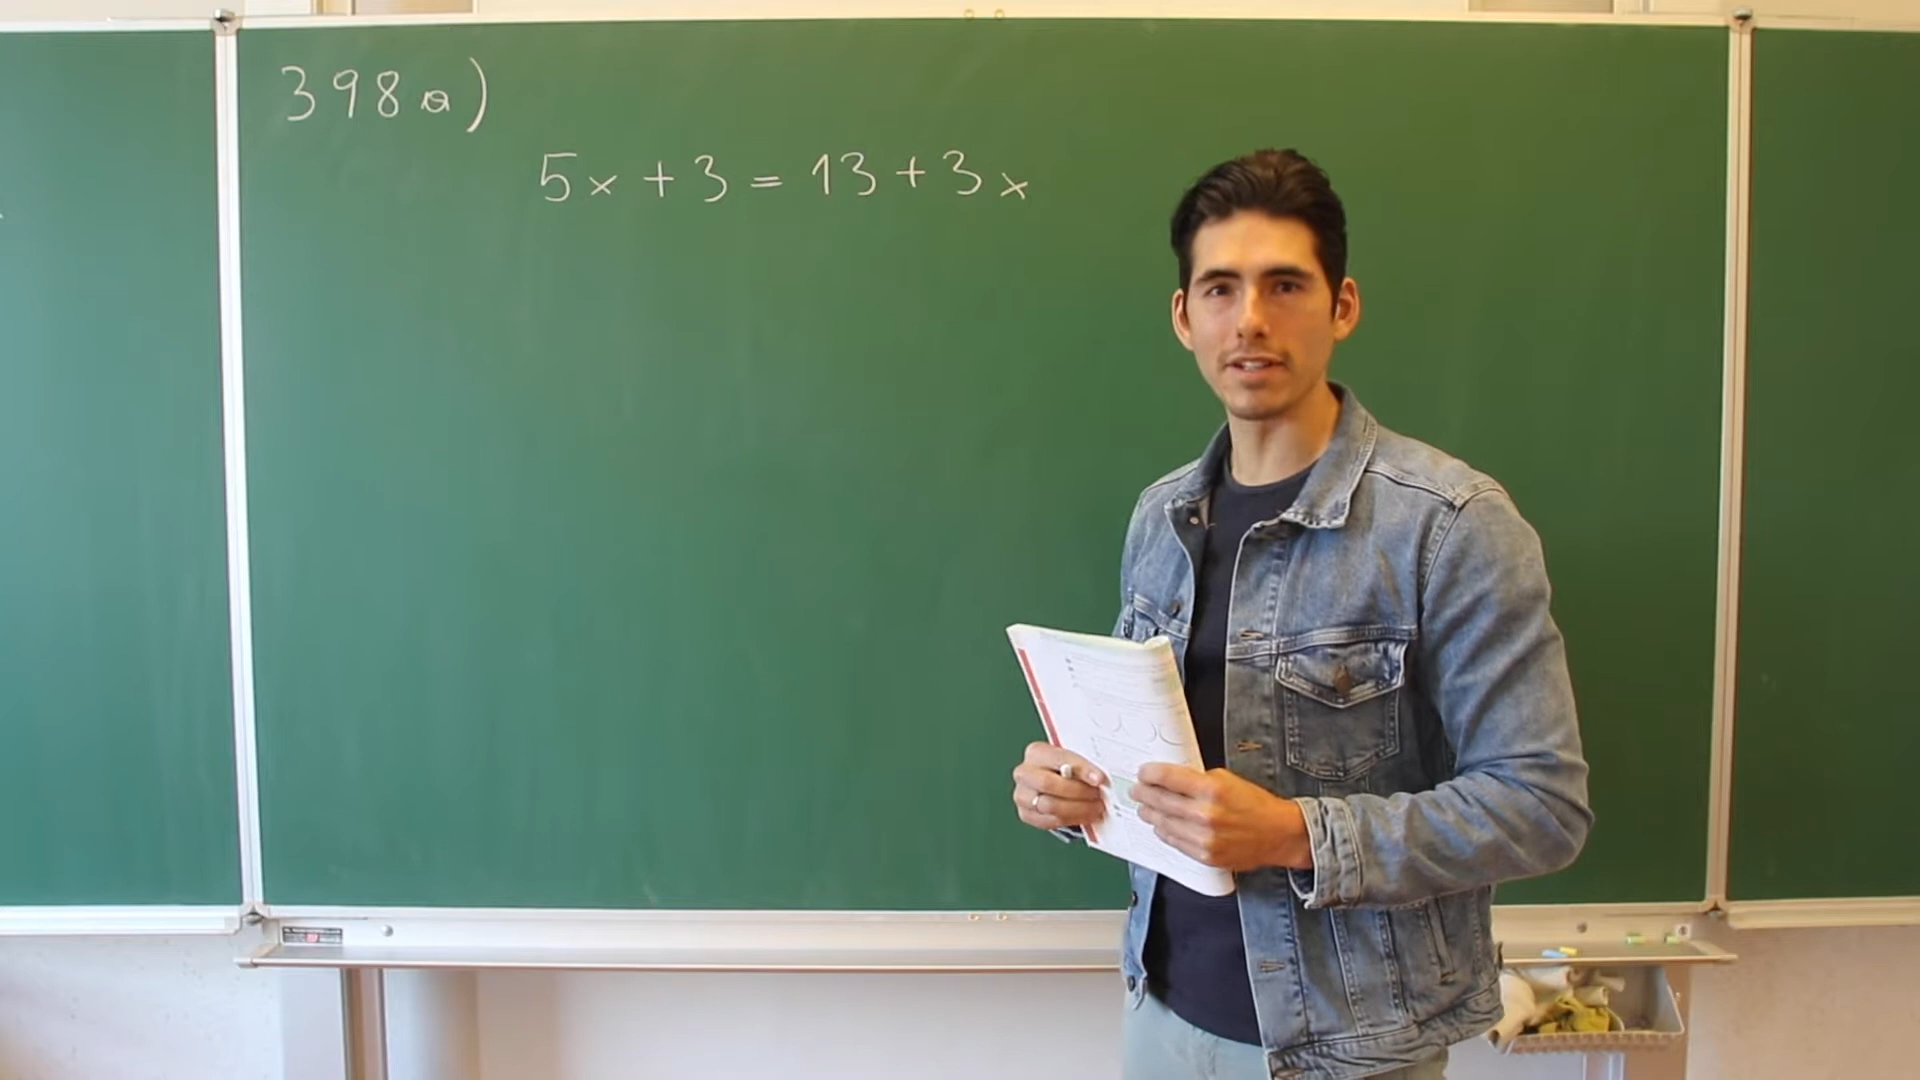 398a)
5x + 3 = 13 + 3x